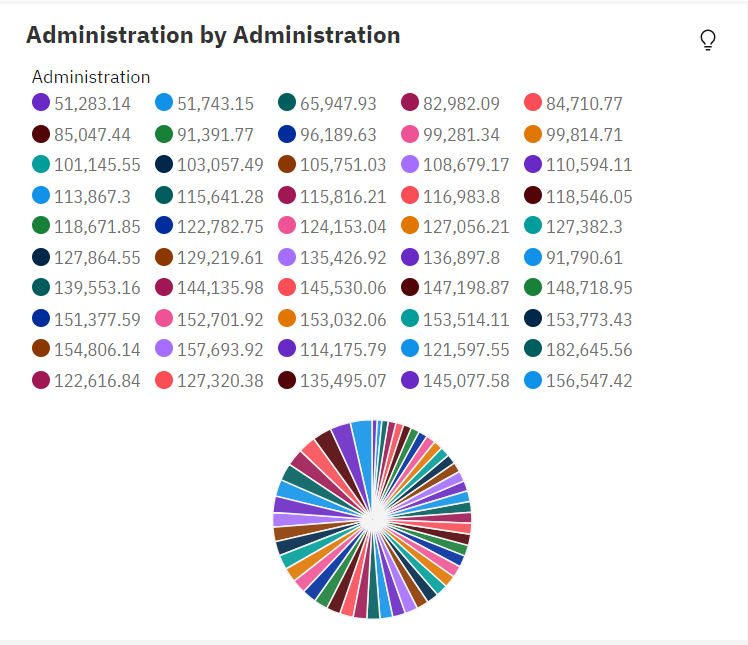 Administration by Administration
Administration
51,283.14 51,743.15 65,947.93 82,982.09 84,710.77
85,047.44 91,391.77 96,189.63 99,281.34 99,814.71
101,145.55 103,057.49 105,751.03 108,679.17 110,594.11
113,867.3 115,641.28 115,816.21 116,983.8 118,546.05
118,671.85 122,782.75 124,153.04 127,056.21 127,382.3
127,864.55 129,219.61 135,426.92 136,897.8 91,790.61
139,553.16 144,135.98 145,530.06 147,198.87 148,718.95
151,377.59 152,701.92 153,032.06 153,514.11 153,773.43
154,806.14 157,693.92 114,175.79 121,597.55 182,645.56
122,616.84 127,320.38 135,495.07 145,077.58 156,547.42